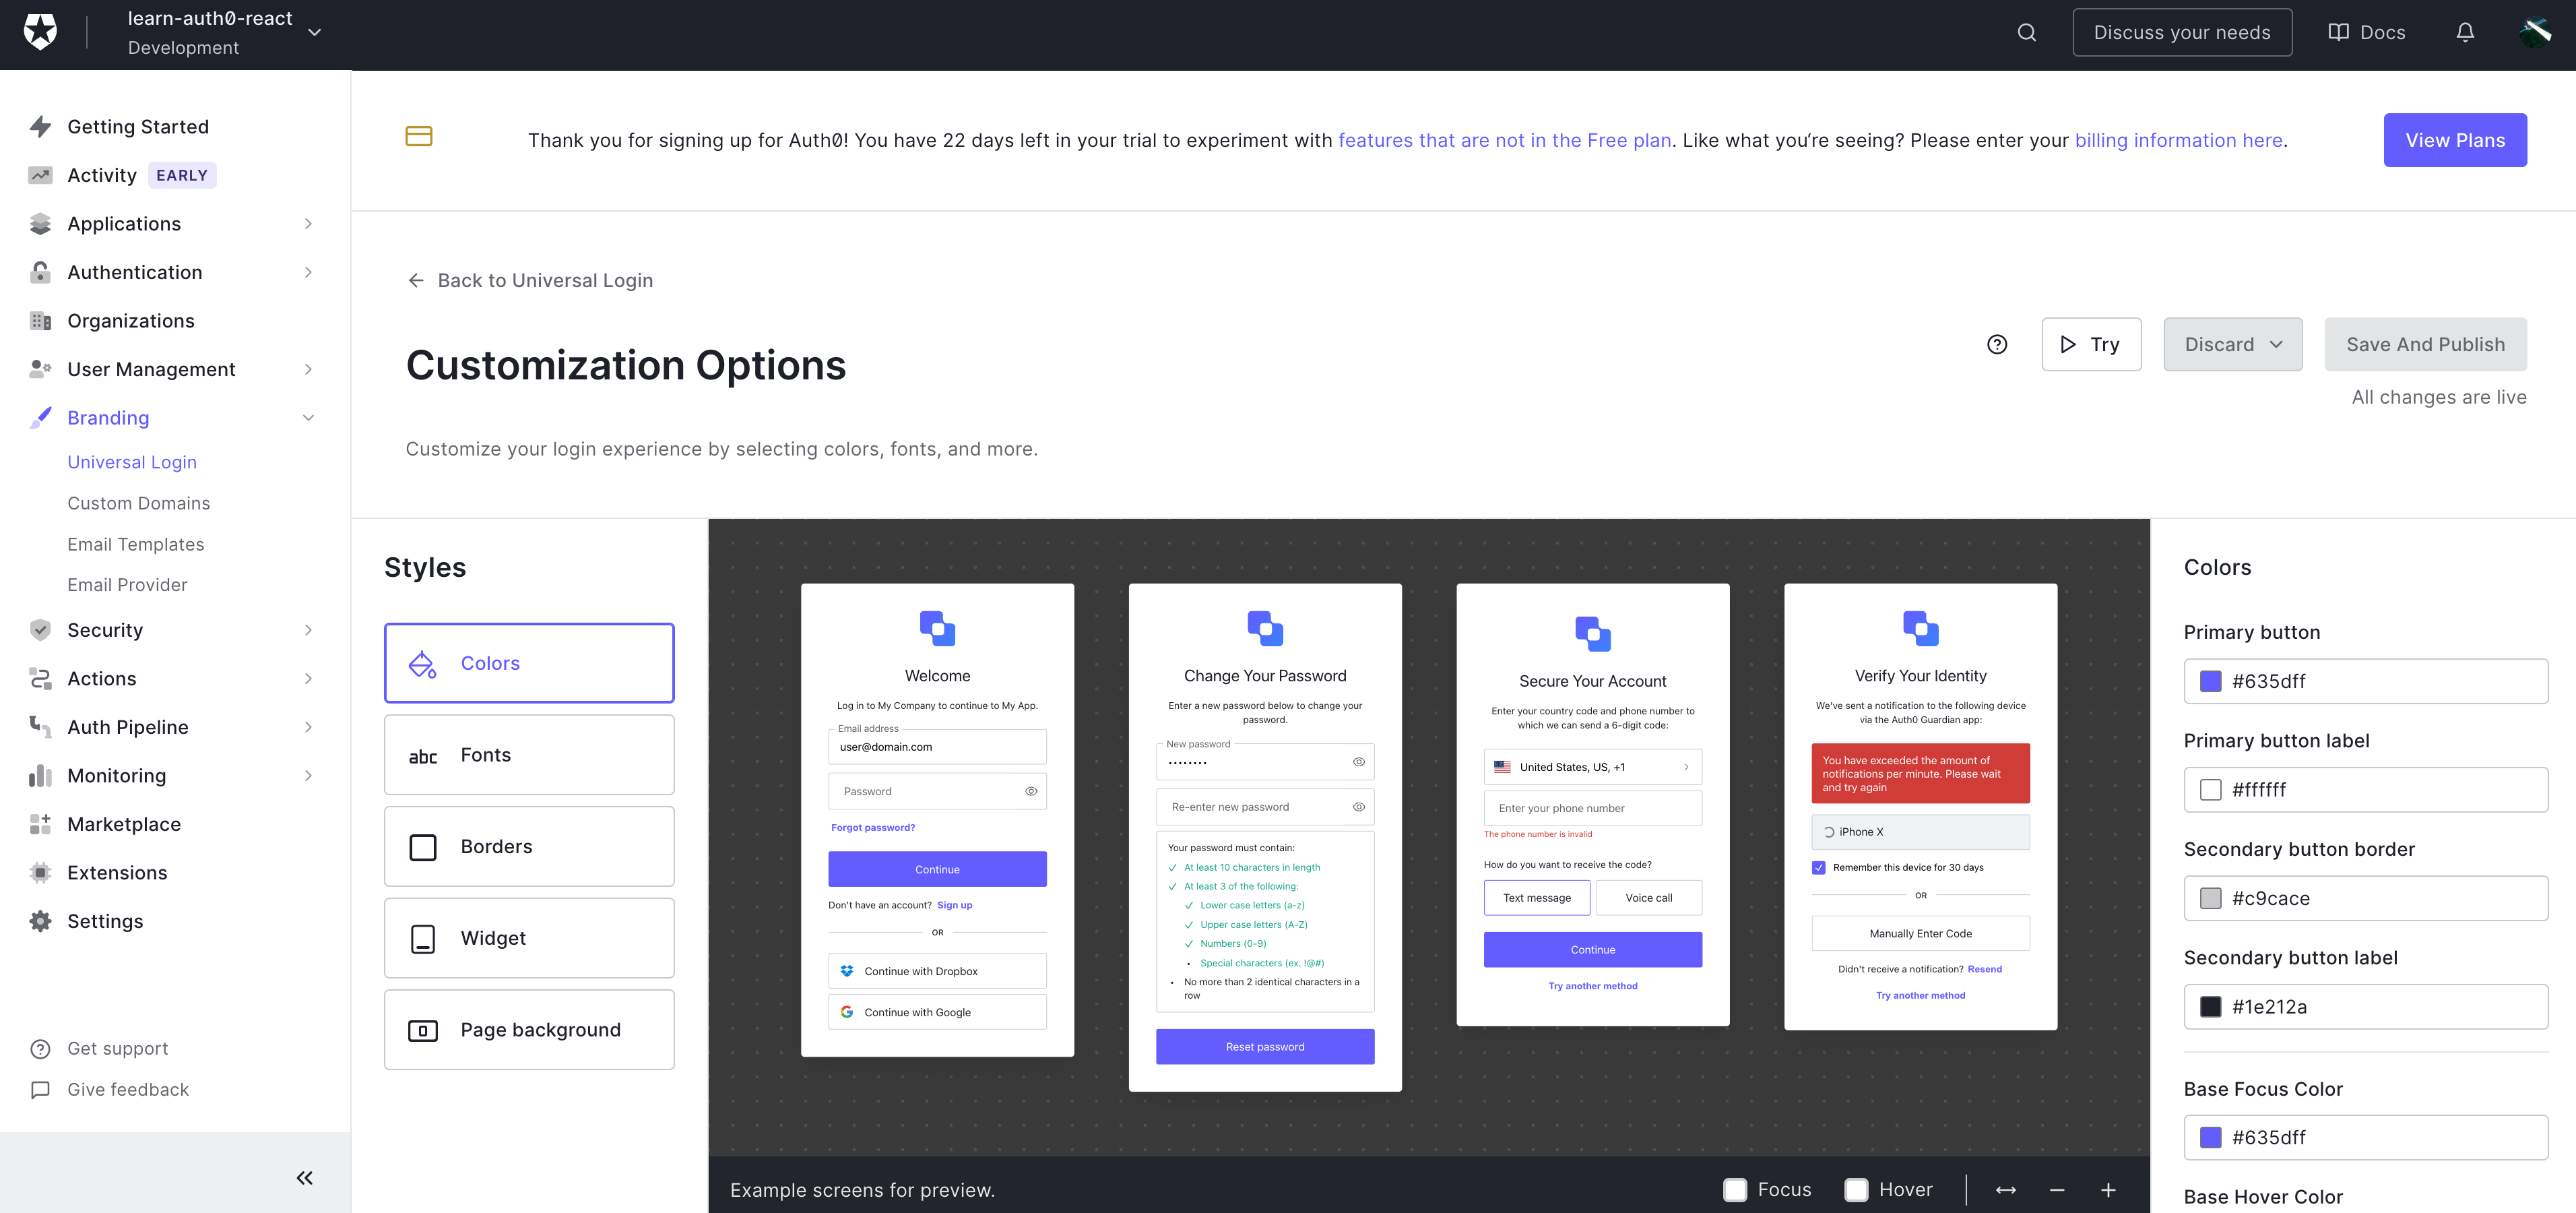 learn-auth0-react
Development
Discuss your needs
Docs
Getting Started
Activity EARLY
Applications
Authentication
Organizations
User Management
Branding
Universal Login
Custom Domains
Email Templates
Email Provider
Security
Actions
Auth Pipeline
Monitoring
Marketplace
Extensions
Settings
Get support
Give feedback
Thank you for signing up for Auth0! You have 22 days left in your trial to experiment with features that are not in the Free plan. Like what you’re seeing? Please enter your billing information here.
View Plans
Back to Universal Login
Customization Options
Try
Discard
Save And Publish
All changes are live
Customize your login experience by selecting colors, fonts, and more.
Styles
Colors
abc Fonts
Borders
Widget
Page background
Welcome
Log in to My Company to continue to My App.
Email address
user@domain.com
Password
Forgot password?
Continue
Don't have an account? Sign up
OR
Continue with Dropbox
Continue with Google
Change Your Password
Enter a new password below to change your
password.
New password
••••••••
Re-enter new password
Your password must contain:
At least 10 characters in length
At least 3 of the following:
Lower case letters (a-z)
Upper case letters (A-Z)
Numbers (0-9)
• Special characters (ex. !@#)
• No more than 2 identical characters in a
row
Reset password
Secure Your Account
Enter your country code and phone number to
which we can send a 6-digit code:
United States, US, +1
Enter your phone number
The phone number is invalid
How do you want to receive the code?
Text message
Voice call
Continue
Try another method
Verify Your Identity
We've sent a notification to the following device
via the Auth0 Guardian app:
You have exceeded the amount of
notifications per minute. Please wait
and try again
iPhone X
Remember this device for 30 days
OR
Manually Enter Code
Didn't receive a notification? Resend
Try another method
Example screens for preview.
Focus
Hover
Colors
Primary button
#635dff
Primary button label
#ffffff
Secondary button border
#c9cace
Secondary button label
#1e212a
Base Focus Color
#635dff
Base Hover Color